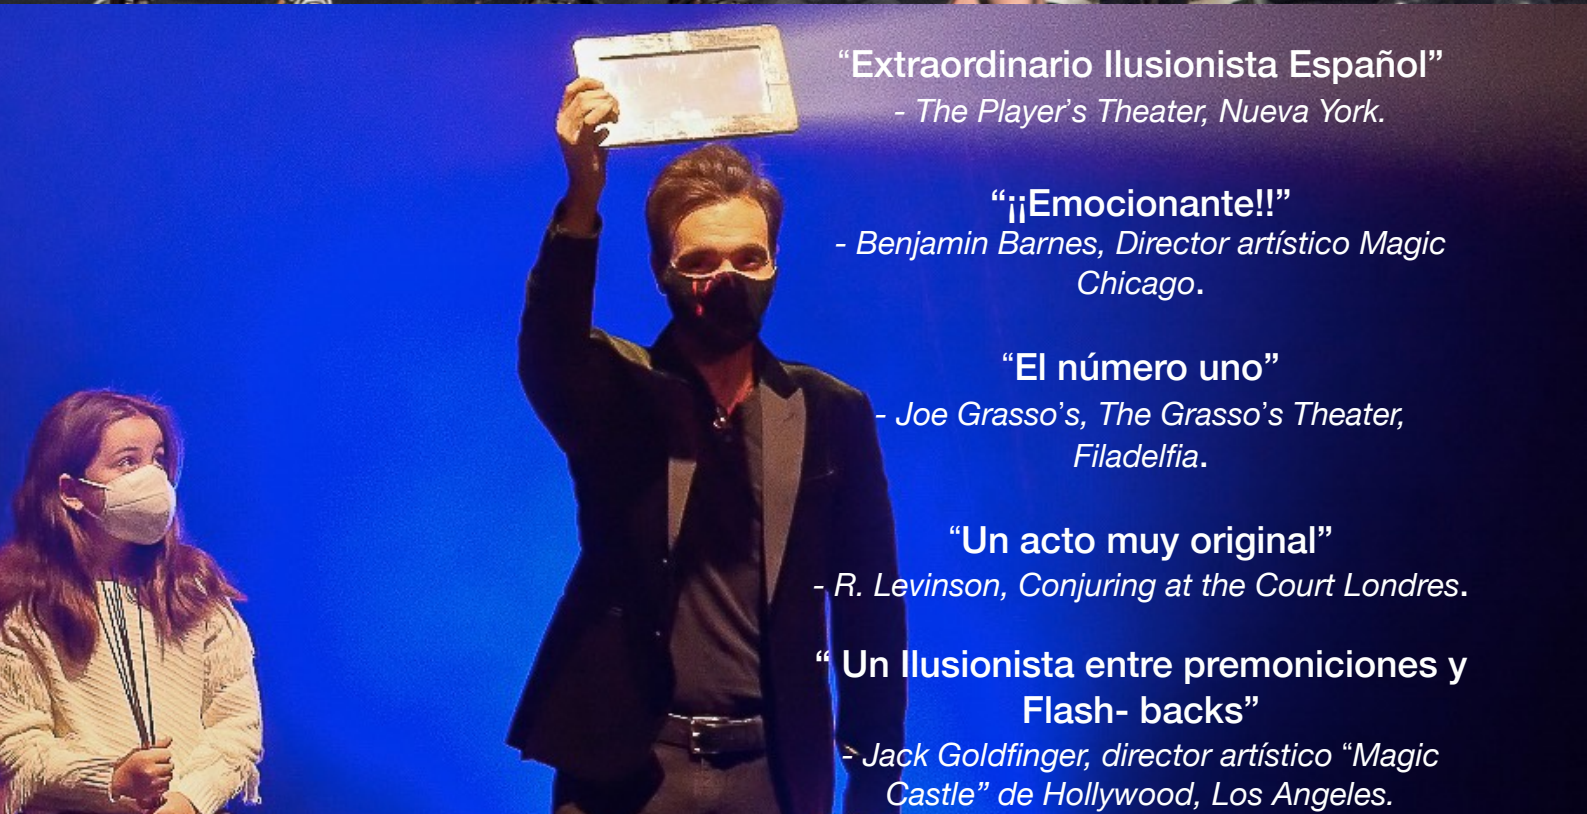 “Extraordinario Ilusionista Español”
- The Player’s Theater, Nueva York.
“¡¡Emocionante!!”
- Benjamin Barnes, Director artístico Magic
Chicago.
“El número uno”
- Joe Grasso’s, The Grasso’s Theater,
Filadelfia.
“Un acto muy original”
- R. Levinson, Conjuring at the Court Londres.
“ Un Ilusionista entre premoniciones y
Flash- backs”
- Jack Goldfinger, director artístico “Magic
Castle” de Hollywood, Los Angeles.